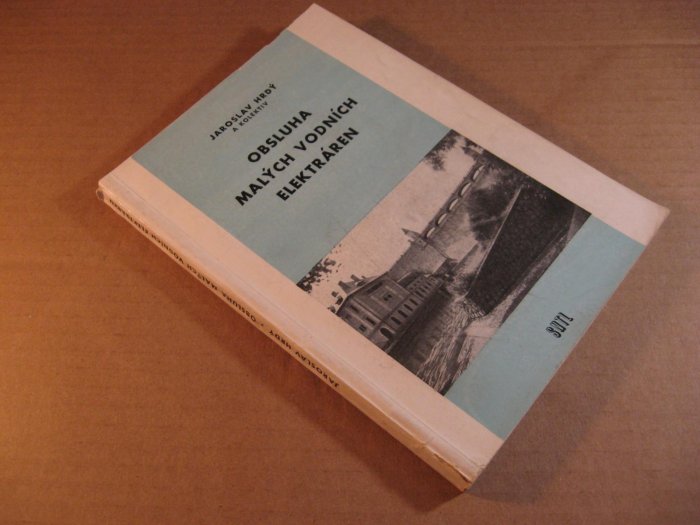 JAROSLAV HRDÝ
A KOLEKTIV
OBSLUHA
MALÝCH VODNÍCH
ELEKTRÁREN
SNTL
JAROSLAV HRDÝ • OBSLUHA MALÝCH VODNÍCH ELEKTRÁREN